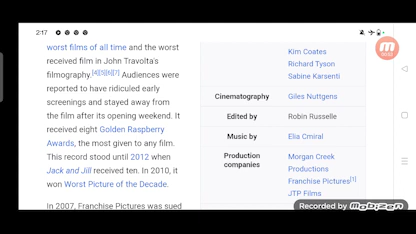 2:17
worst films of all time and the worst
received film in John Travolta's
filmography.[4][5][6][7] Audiences were
reported to have ridiculed early
screenings and stayed away from
the film after its opening weekend. It
received eight Golden Raspberry
Awards, the most given to any film.
This record stood until 2012 when
Jack and Jill received ten. In 2010, it
won Worst Picture of the Decade.
In 2007, Franchise Pictures was sued
Kim Coates
Richard Tyson
Sabine Karsenti
Cinematography Giles Nuttgens
Edited by Robin Russelle
Music by Elia Cmiral
Production companies Morgan Creek
Productions
Franchise Pictures[1]
JTP Films
Recorded by Mobizen